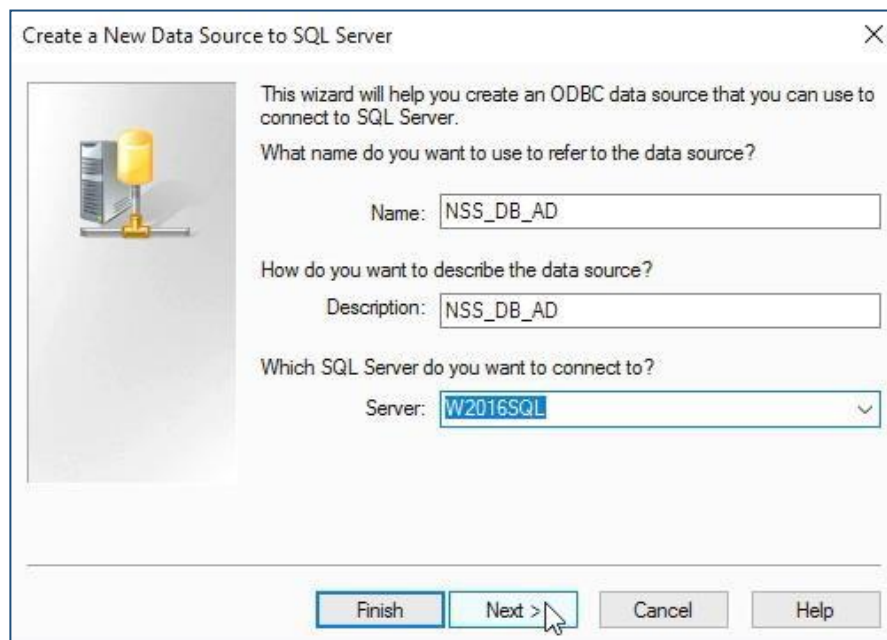 Create a New Data Source to SQL Server
This wizard will help you create an ODBC data source that you can use to
connect to SQL Server.
What name do you want to use to refer to the data source?
Name: NSS_DB_AD
How do you want to describe the data source?
Description: NSS_DB_AD
Which SQL Server do you want to connect to?
Server: W2016SQL
Finish Next > Cancel Help